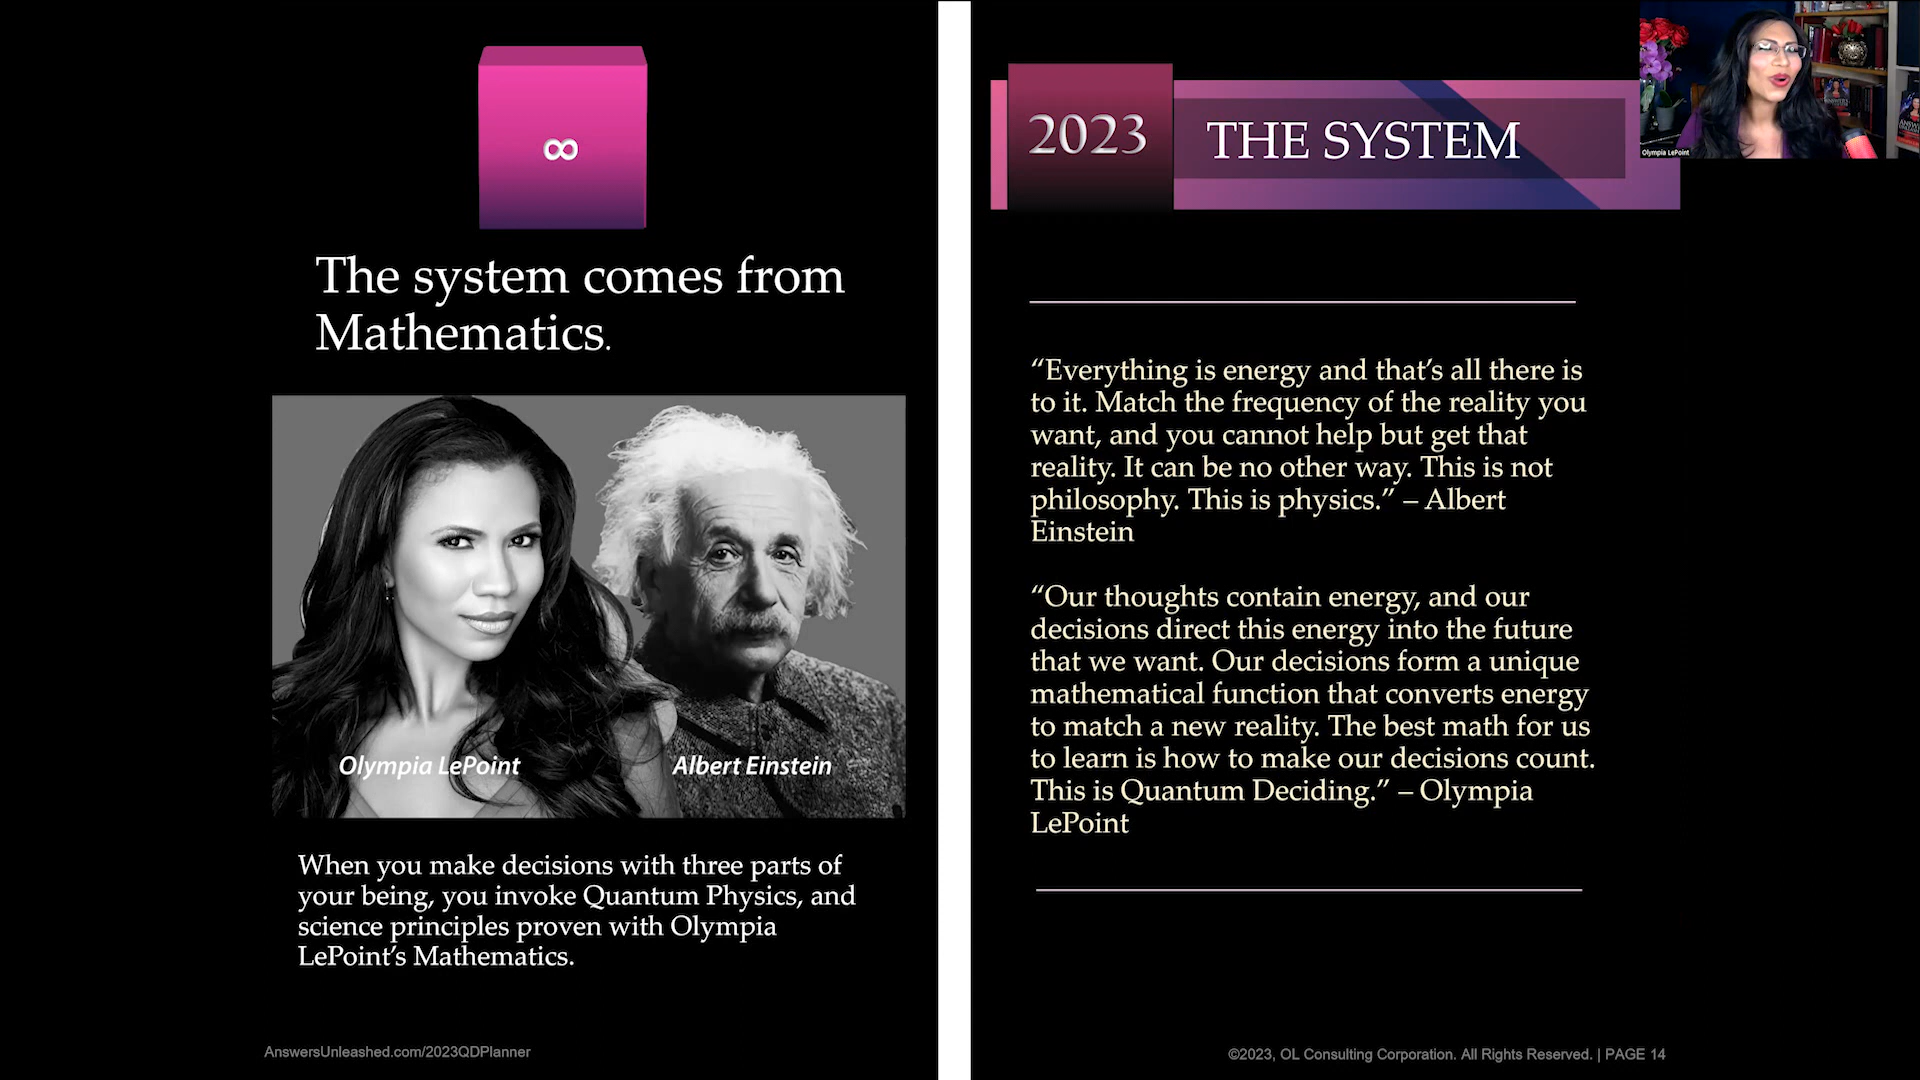 ∞
The system comes from
Mathematics.
Olympia LePoint
Albert Einstein
When you make decisions with three parts of
your being, you invoke Quantum Physics, and
science principles proven with Olympia
LePoint’s Mathematics.
AnswersUnleashed.com/2023QDPlanner
2023
THE SYSTEM
“Everything is energy and that’s all there is
to it. Match the frequency of the reality you
want, and you cannot help but get that
reality. It can be no other way. This is not
philosophy. This is physics.” – Albert
Einstein
“Our thoughts contain energy, and our
decisions direct this energy into the future
that we want. Our decisions form a unique
mathematical function that converts energy
to match a new reality. The best math for us
to learn is how to make our decisions count.
This is Quantum Deciding.” – Olympia
LePoint
©2023, OL Consulting Corporation. All Rights Reserved. | PAGE 14
Olympia LePoint